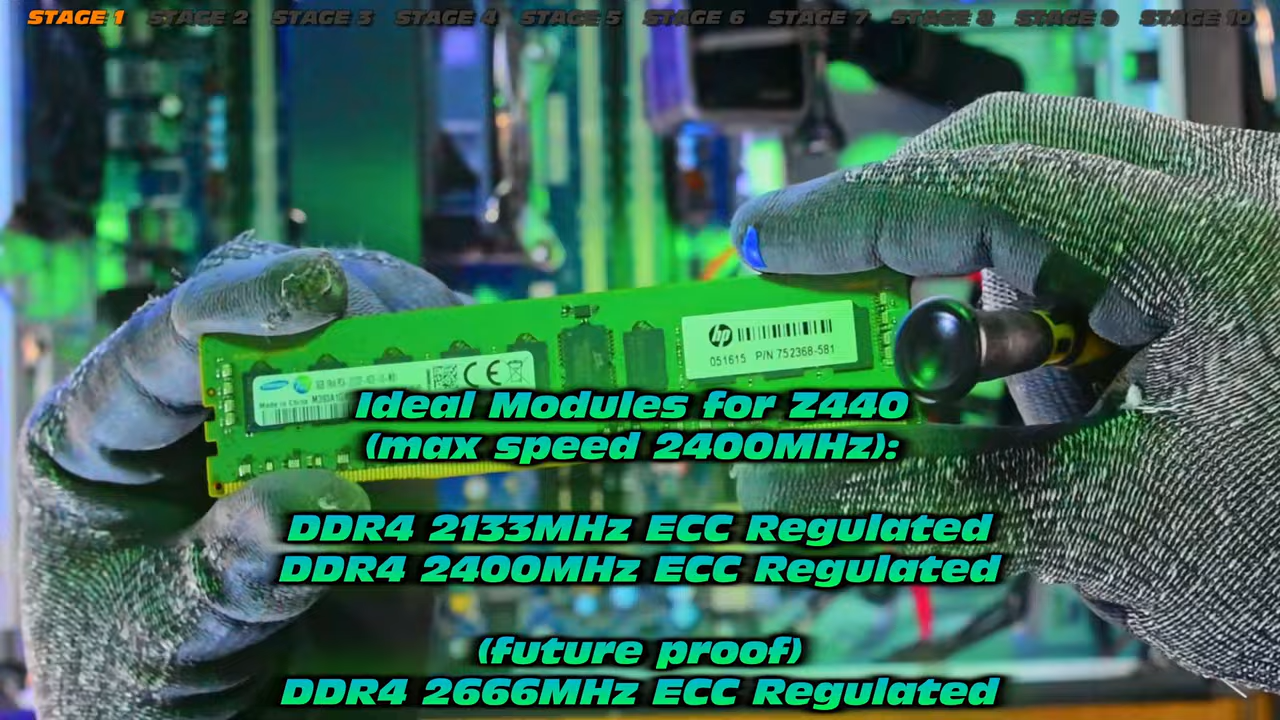 STAGE 1 STAGE 2 STAGE 3 STAGE 4 STAGE 5 STAGE 6 STAGE 7 STAGE 8 STAGE 9 STAGE 10
hp
051615 P/N 752368-581
Made in China
Ideal Modules for Z440
(max speed 2400MHz):
DDR4 2133MHz ECC Regulated
DDR4 2400MHz ECC Regulated
(future proof)
DDR4 2666MHz ECC Regulated